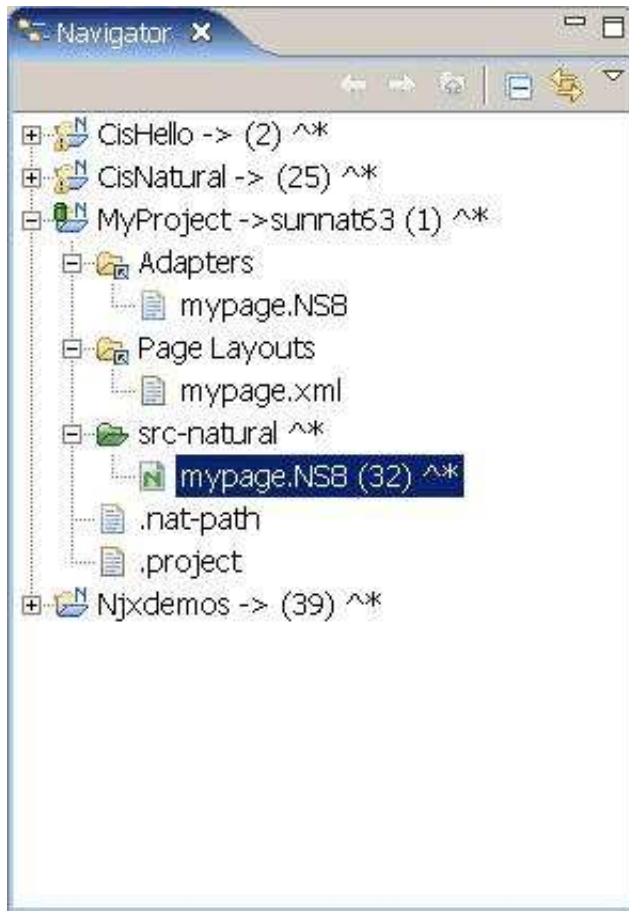 Navigator
CisHello -> (2) ^*
CisNatural -> (25) ^*
MyProject ->sunnat63 (1) ^*
Adapters
mypage.NS8
Page Layouts
mypage.xml
src-natural ^*
mypage.NS8 (32) ^*
.nat-path
.project
Njxdemos -> (39) ^*